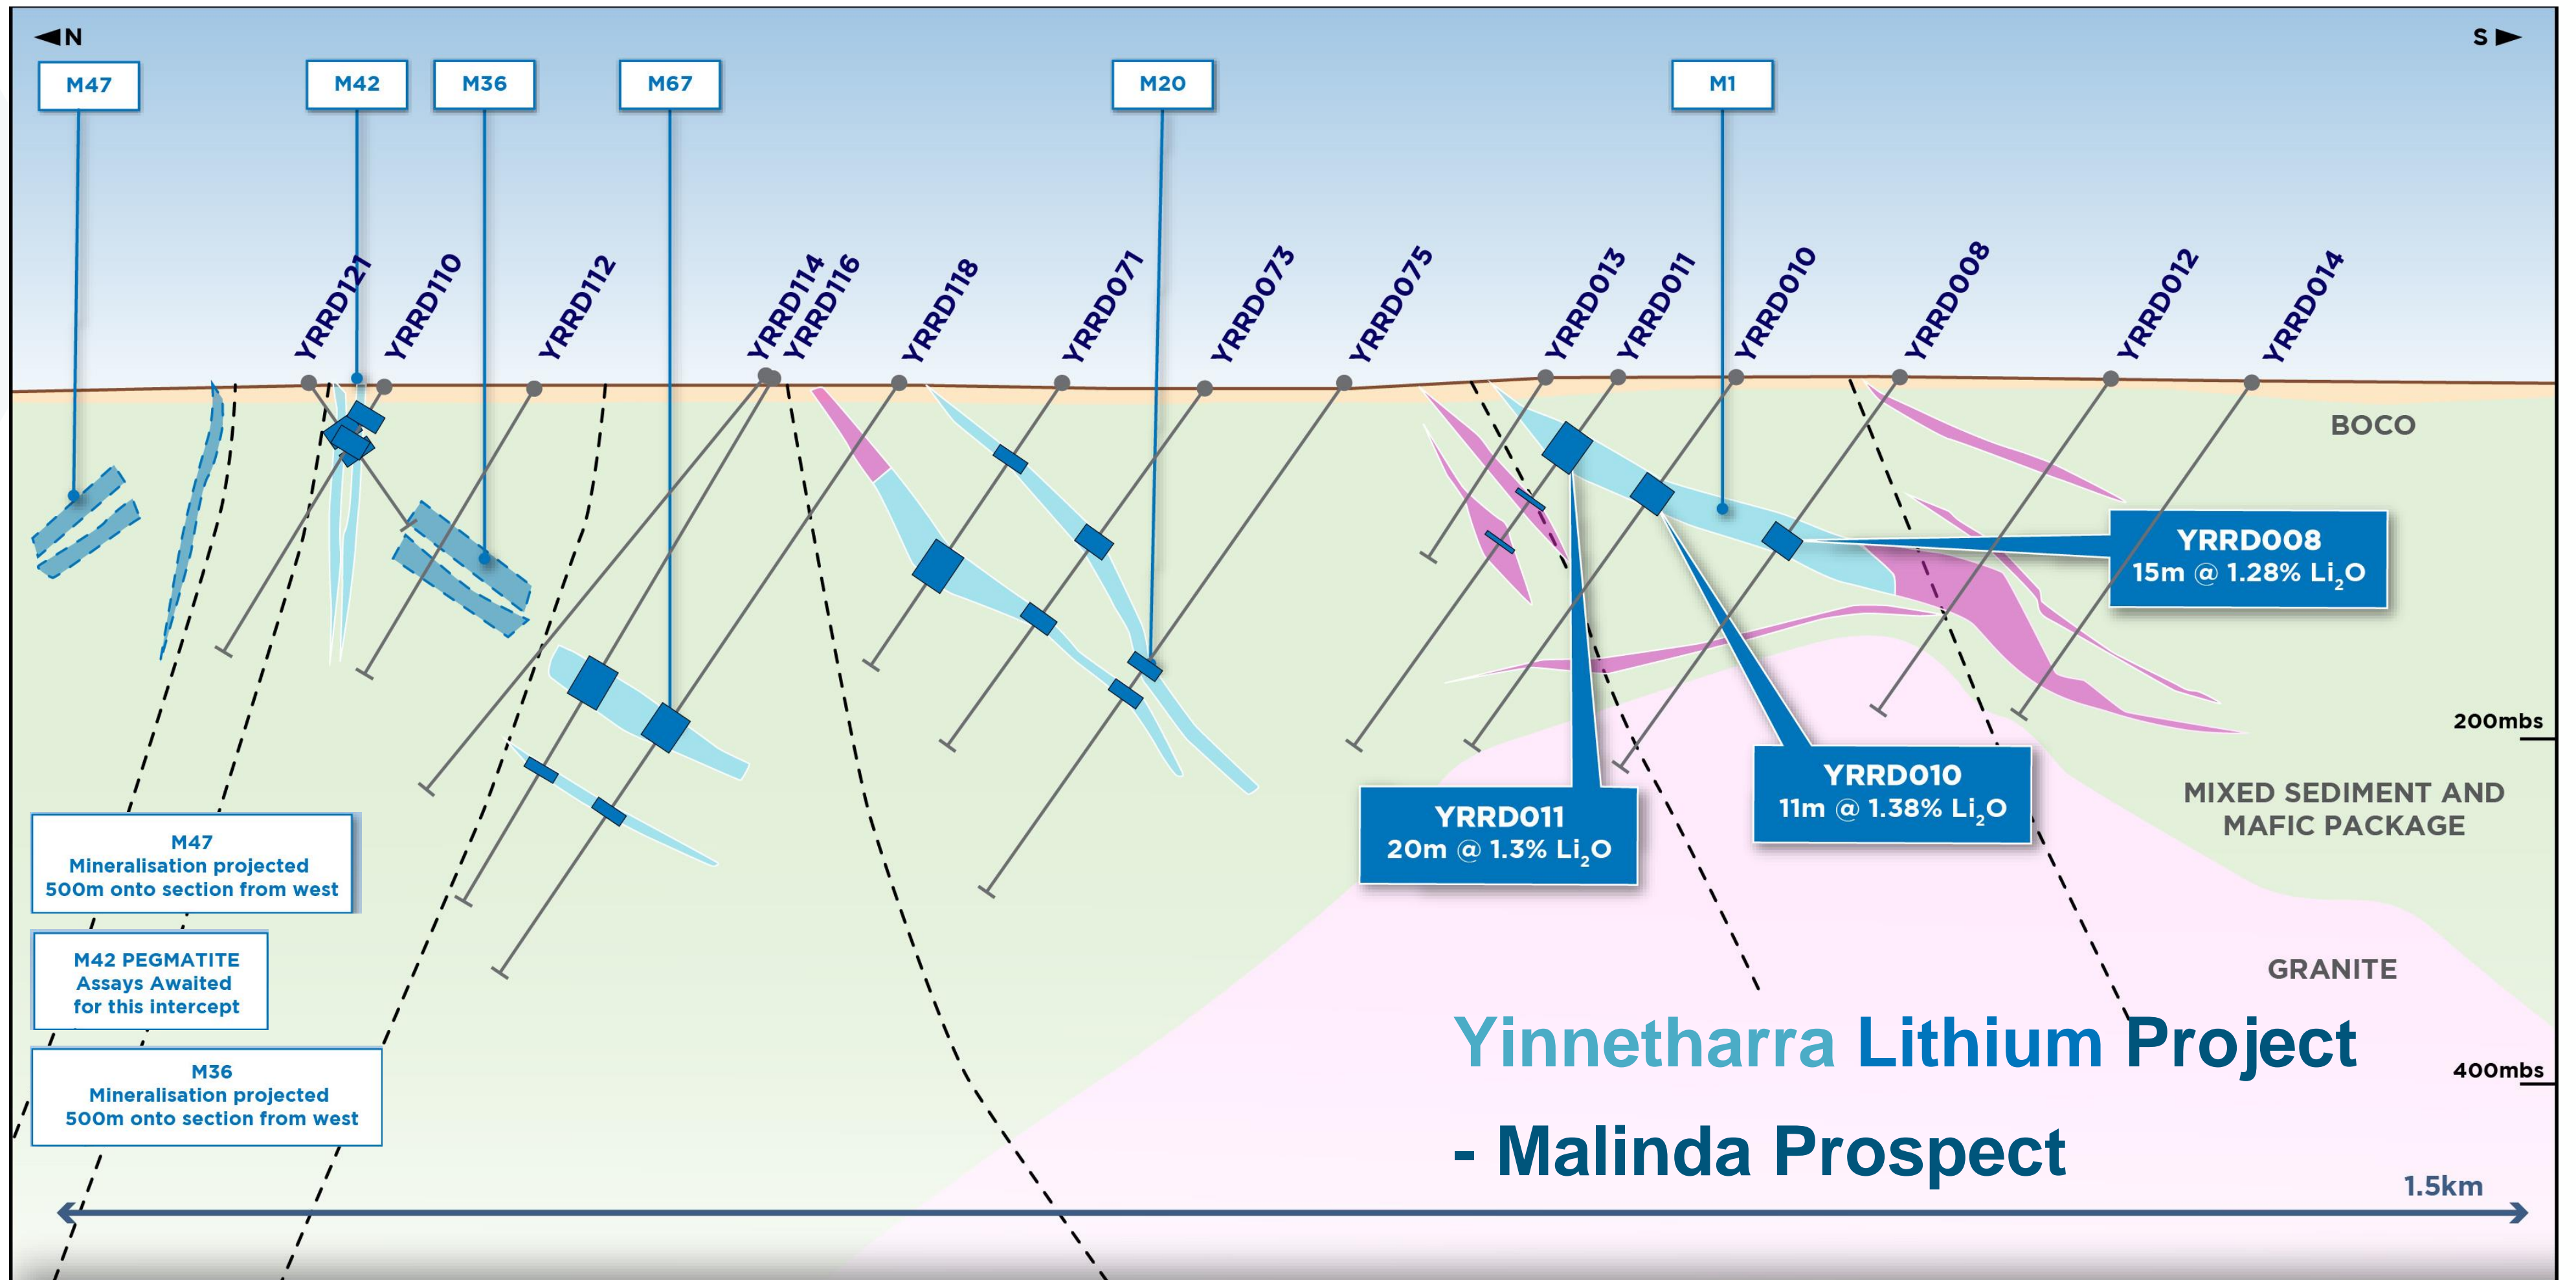 ◄N
S►
M47
M42
M36
M67
M20
M1
YRRD121
YRRD110
YRRD112
YRRD114
YRRD116
YRRD118
YRRD071
YRRD073
YRRD075
YRRD013
YRRD011
YRRD010
YRRD008
YRRD012
YRRD014
BOCO
YRRD008
15m @ 1.28% Li₂O
200mbs
YRRD010
11m @ 1.38% Li₂O
YRRD011
20m @ 1.3% Li₂O
MIXED SEDIMENT AND
MAFIC PACKAGE
M47
Mineralisation projected
500m onto section from west
M42 PEGMATITE
Assays Awaited
for this intercept
M36
Mineralisation projected
500m onto section from west
GRANITE
Yinnetharra Lithium Project
- Malinda Prospect
400mbs
1.5km